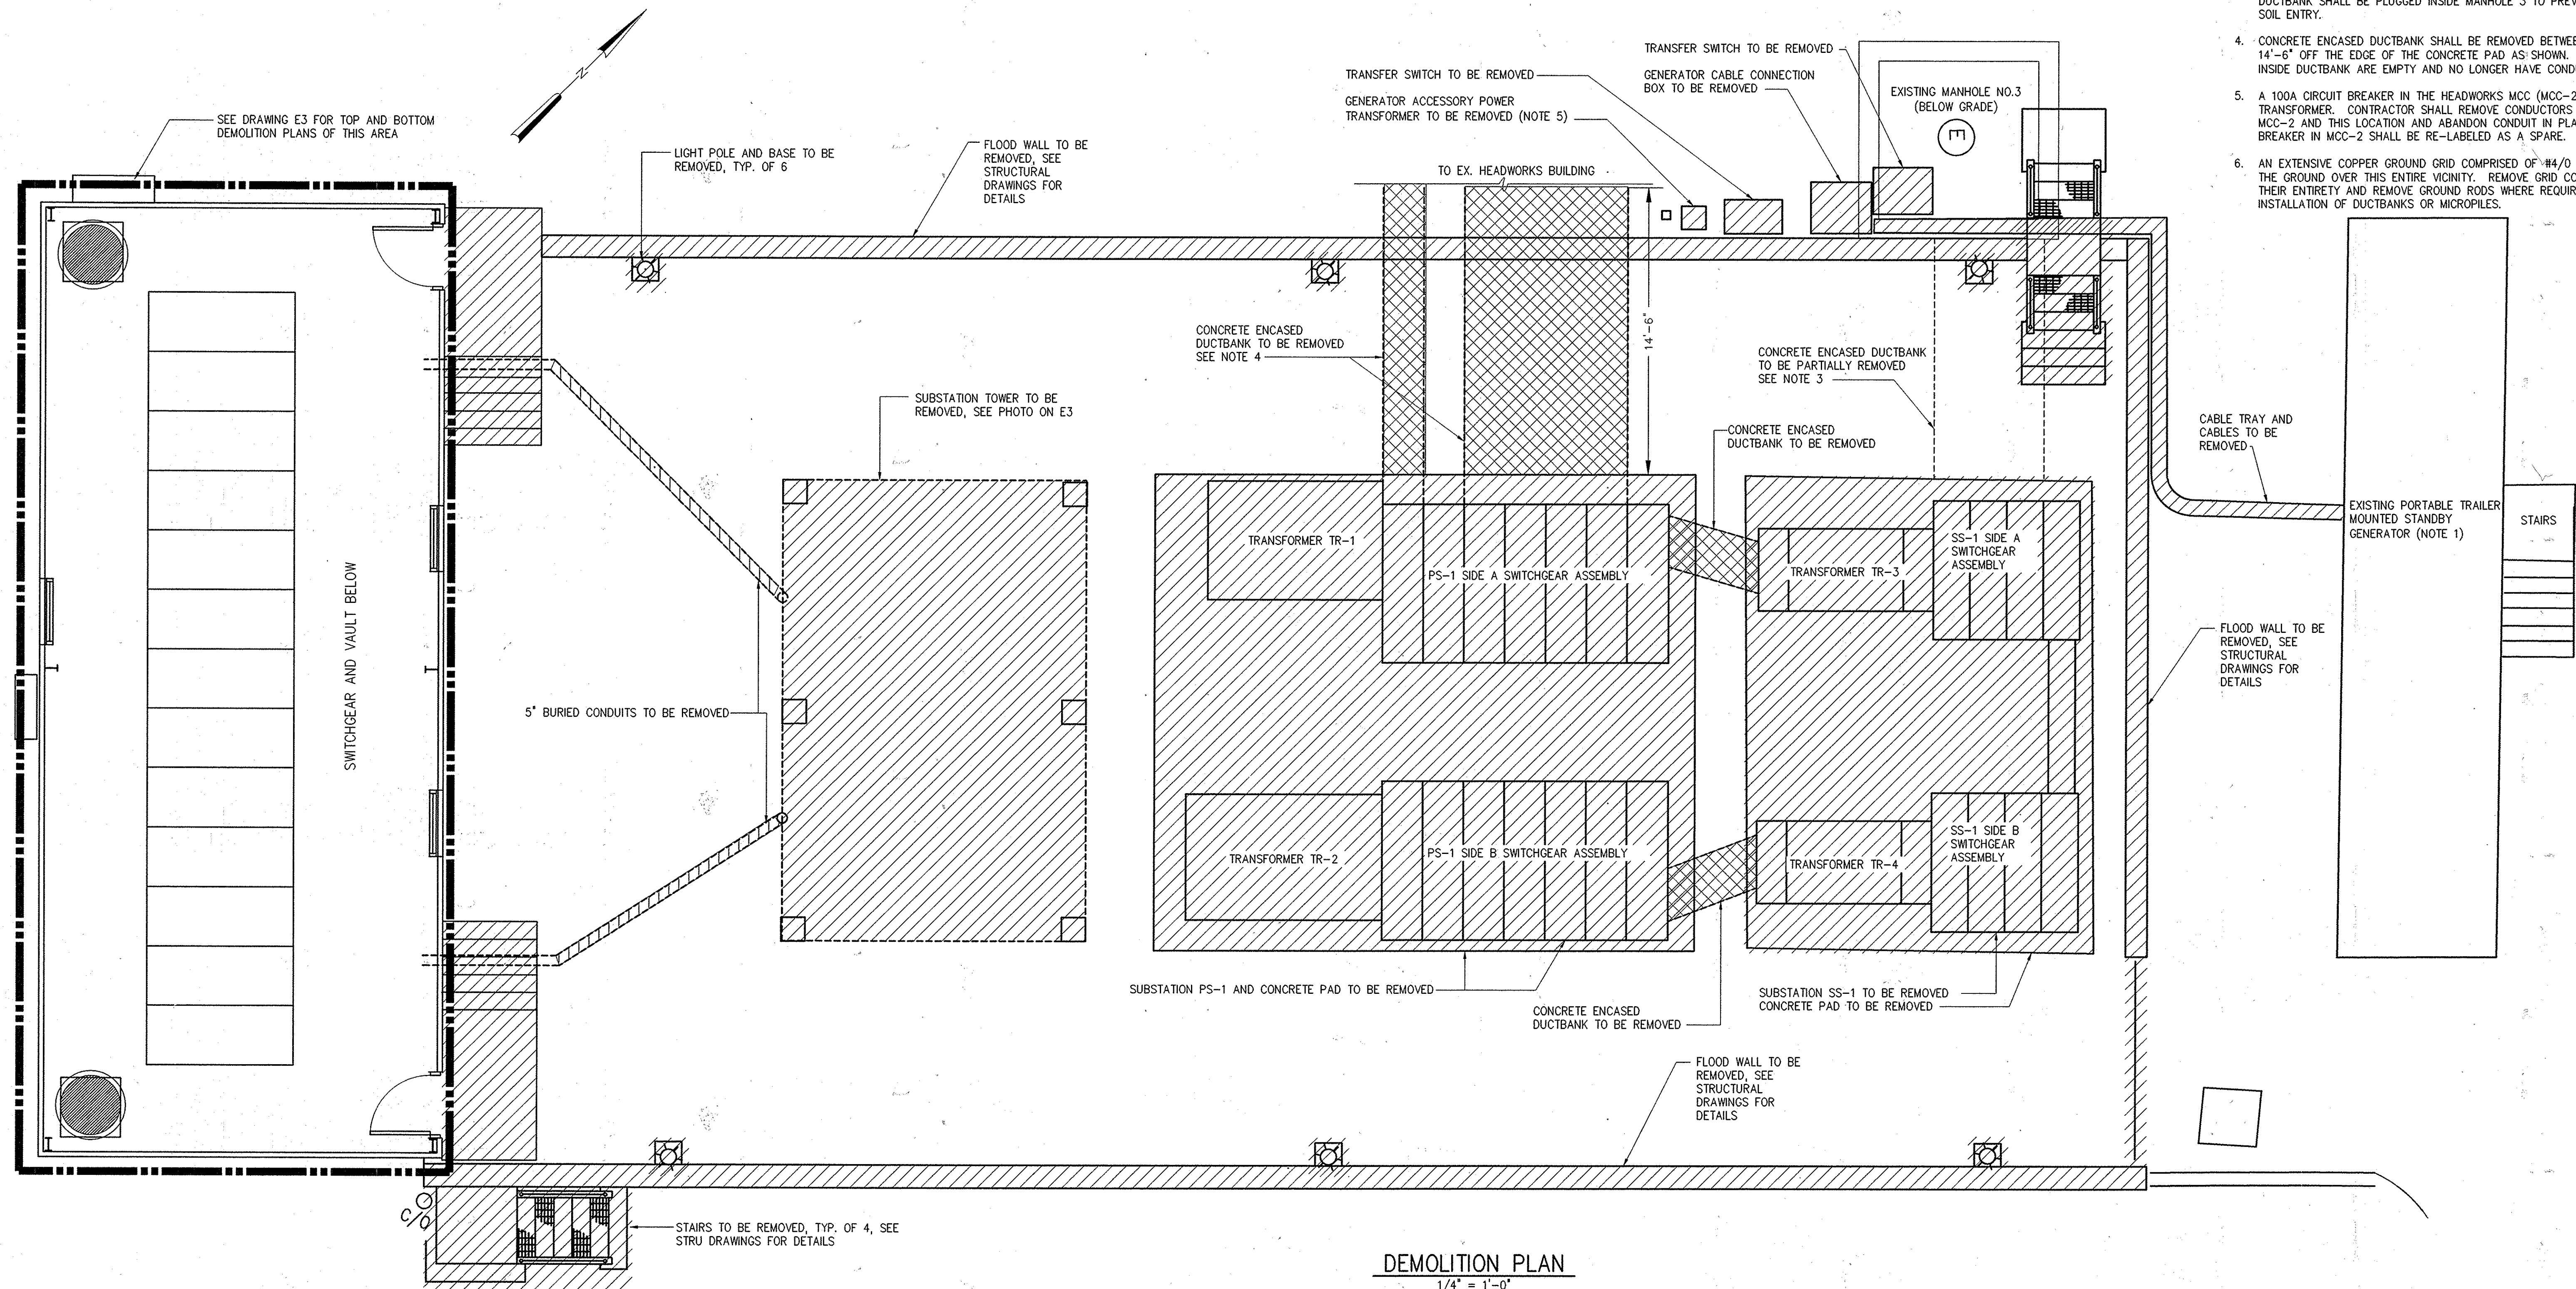 DUCTBANK SHALL BE PLUGGED INSIDE MANHOLE 3 TO
SOIL ENTRY.
4. CONCRETE ENCASED DUCTBANK SHALL BE REMOVED
14'-6" OFF THE EDGE OF THE CONCRETE PAD AS SHOWN.
INSIDE DUCTBANK ARE EMPTY AND NO LONGER HAVE
5. A 100A CIRCUIT BREAKER IN THE HEADWORKS MCC (MCC-2
TRANSFORMER. CONTRACTOR SHALL REMOVE CONDUCTORS
MCC-2 AND THIS LOCATION AND ABANDON CONDUIT IN
BREAKER IN MCC-2 SHALL BE RE-LABELED AS A SPARE.
6. AN EXTENSIVE COPPER GROUND GRID COMPRISED OF #4/0
THE GROUND OVER THIS ENTIRE VICINITY. REMOVE GRID
THEIR ENTIRETY AND REMOVE GROUND RODS WHERE
INSTALLATION OF DUCTBANKS OR MICROPILES.
N
SEE DRAWING E3 FOR TOP AND BOTTOM
DEMOLITION PLANS OF THIS AREA
LIGHT POLE AND BASE TO BE
REMOVED, TYP. OF 6
FLOOD WALL TO BE
REMOVED, SEE
STRUCTURAL
DRAWINGS FOR
DETAILS
TRANSFER SWITCH TO BE REMOVED
GENERATOR ACCESSORY POWER
TRANSFORMER TO BE REMOVED (NOTE 5)
TRANSFER SWITCH TO BE REMOVED
GENERATOR CABLE CONNECTION
BOX TO BE REMOVED
EXISTING MANHOLE NO.3
(BELOW GRADE)
E
TO EX. HEADWORKS BUILDING
14'-6"
CONCRETE ENCASED
DUCTBANK TO BE REMOVED
SEE NOTE 4
CONCRETE ENCASED DUCTBANK
TO BE PARTIALLY REMOVED
SEE NOTE 3
SUBSTATION TOWER TO BE
REMOVED, SEE PHOTO ON E3
CONCRETE ENCASED
DUCTBANK TO BE REMOVED
CABLE TRAY AND
CABLES TO BE
REMOVED
EXISTING PORTABLE TRAILER
MOUNTED STANDBY
GENERATOR (NOTE 1)
STAIRS
TRANSFORMER TR-1
PS-1 SIDE A SWITCHGEAR ASSEMBLY
TRANSFORMER TR-3
SS-1 SIDE A
SWITCHGEAR
ASSEMBLY
SWITCHGEAR AND VAULT BELOW
FLOOD WALL TO BE
REMOVED, SEE
STRUCTURAL
DRAWINGS FOR
DETAILS
5" BURIED CONDUITS TO BE REMOVED
TRANSFORMER TR-2
PS-1 SIDE B SWITCHGEAR ASSEMBLY
TRANSFORMER TR-4
SS-1 SIDE B
SWITCHGEAR
ASSEMBLY
SUBSTATION PS-1 AND CONCRETE PAD TO BE REMOVED
CONCRETE ENCASED
DUCTBANK TO BE REMOVED
SUBSTATION SS-1 TO BE REMOVED
CONCRETE PAD TO BE REMOVED
FLOOD WALL TO BE
REMOVED, SEE
STRUCTURAL
DRAWINGS FOR
DETAILS
C/O
STAIRS TO BE REMOVED, TYP. OF 4, SEE
STRU DRAWINGS FOR DETAILS
DEMOLITION PLAN
1/4" = 1'-0"